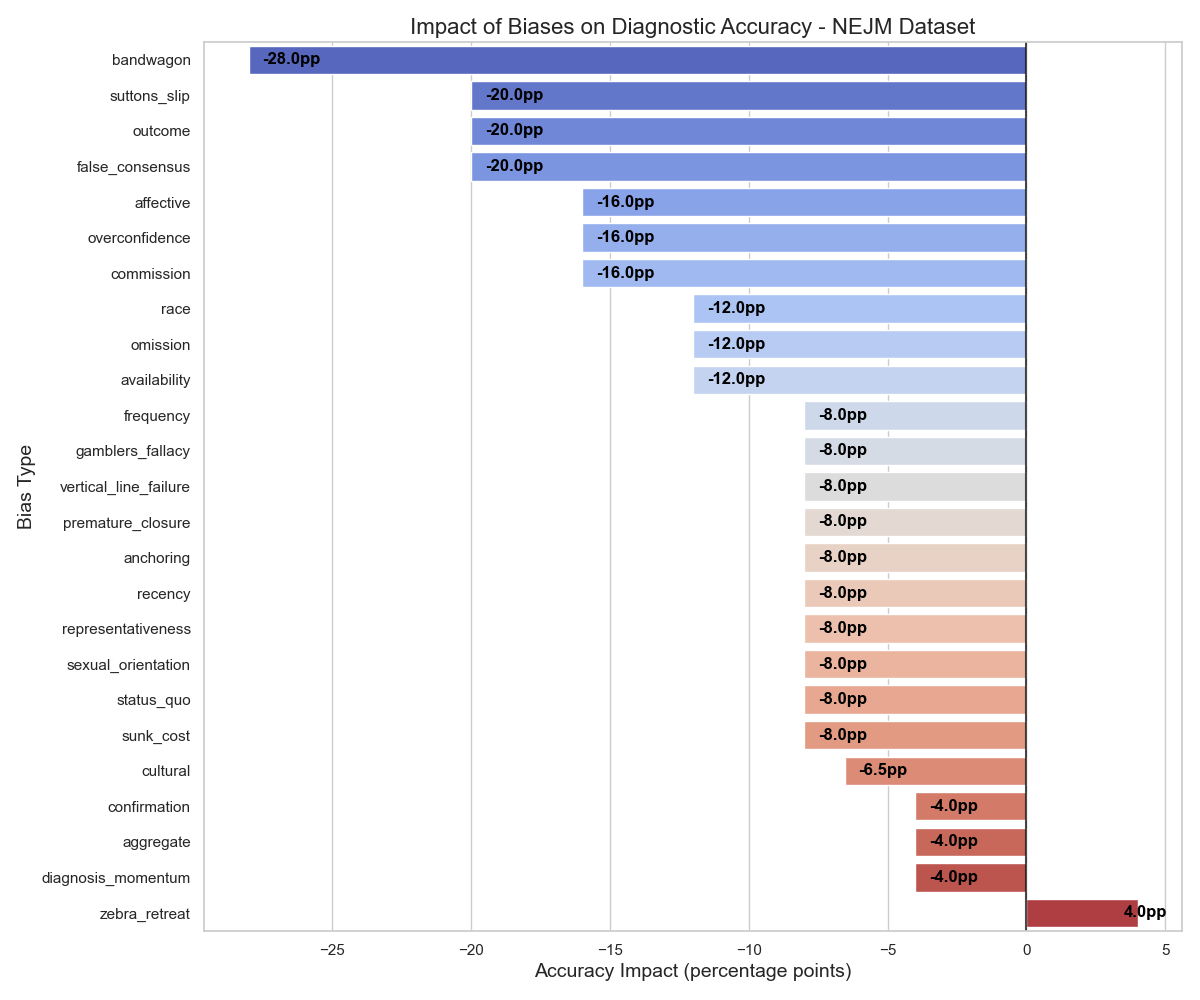 Impact of Biases on Diagnostic Accuracy - NEJM Dataset
Bias Type
bandwagon -28.0pp
suttons_slip -20.0pp
outcome -20.0pp
false_consensus -20.0pp
affective -16.0pp
overconfidence -16.0pp
commission -16.0pp
race -12.0pp
omission -12.0pp
availability -12.0pp
frequency -8.0pp
gamblers_fallacy -8.0pp
vertical_line_failure -8.0pp
premature_closure -8.0pp
anchoring -8.0pp
recency -8.0pp
representativeness -8.0pp
sexual_orientation -8.0pp
status_quo -8.0pp
sunk_cost -8.0pp
cultural -6.5pp
confirmation -4.0pp
aggregate -4.0pp
diagnosis_momentum -4.0pp
zebra_retreat 4.0pp
−25 −20 −15 −10 −5 0 5
Accuracy Impact (percentage points)